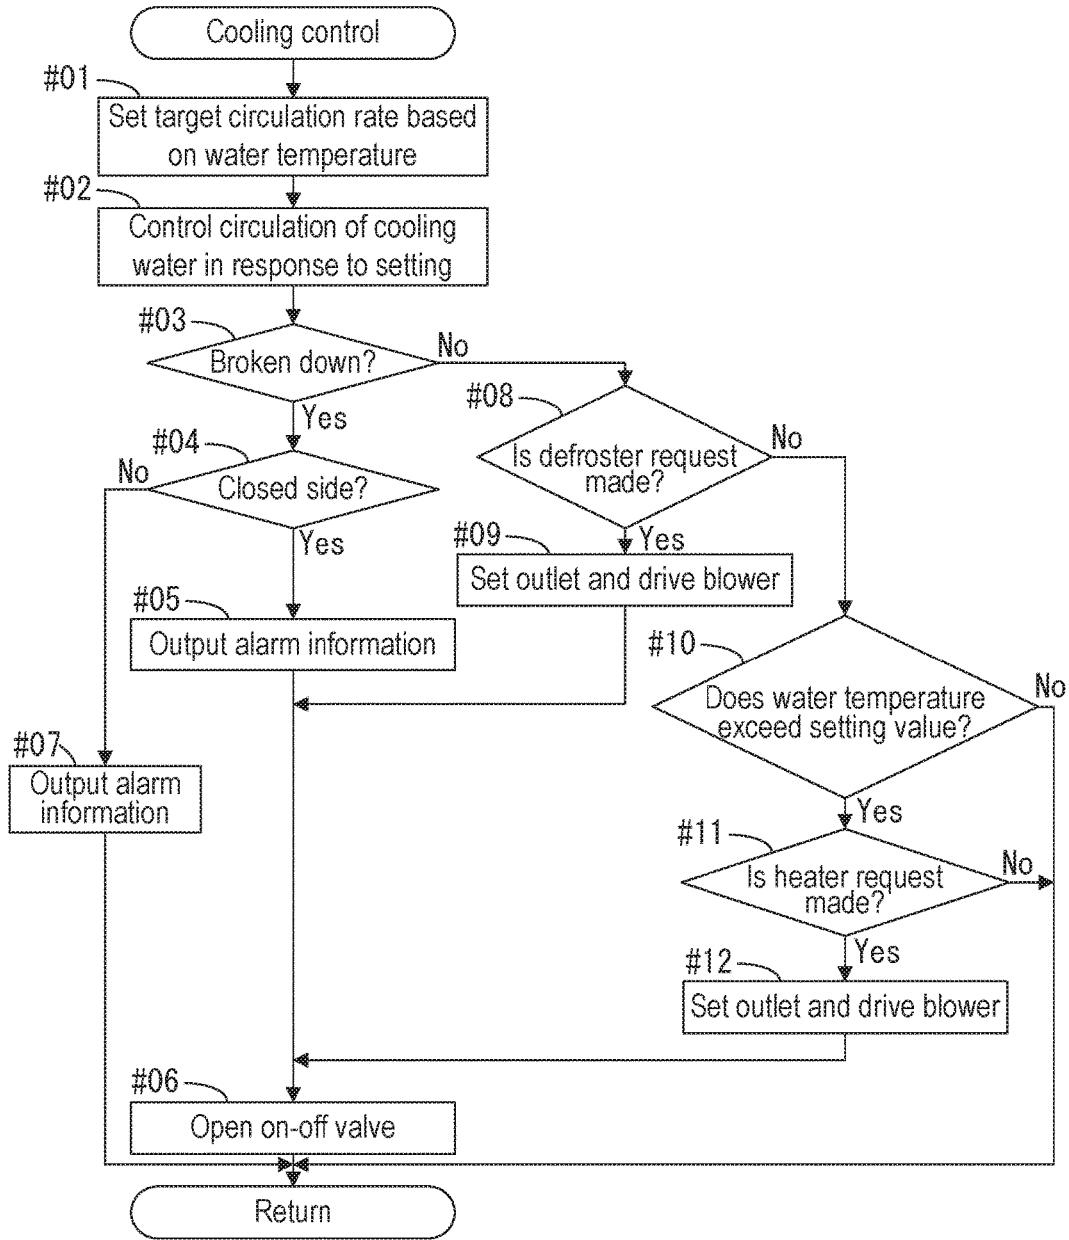 Cooling control
#01
Set target circulation rate based
on water temperature
#02
Control circulation of cooling
water in response to setting
#03
Broken down?
No
Yes
#04
No
Closed side?
Yes
#05
Output alarm information
#07
Output alarm
information
#08
Is defroster request
made?
No
Yes
#09
Set outlet and drive blower
#10
Does water temperature
exceed setting value?
No
Yes
#11
Is heater request
made?
No
Yes
#12
Set outlet and drive blower
#06
Open on-off valve
Return